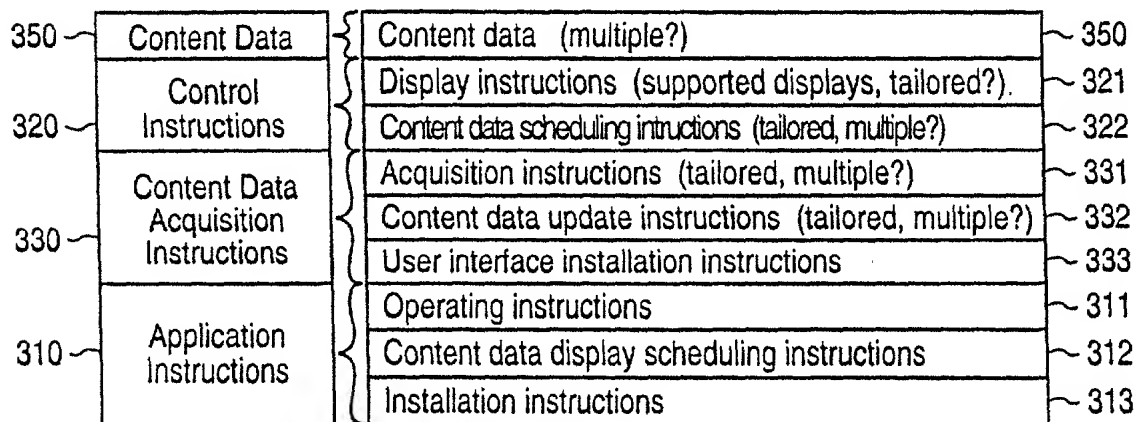 350 Content Data Content data (multiple?) 350
Display instructions (supported displays, tailored?). 321
320 Control
Instructions
Content data scheduling intructions (tailored, multiple?) 322
330 Content Data
Acquisition
Instructions
Acquisition instructions (tailored, multiple?) 331
Content data update instructions (tailored, multiple?) 332
User interface installation instructions 333
310 Application
Instructions
Operating instructions 311
Content data display scheduling instructions 312
Installation instructions 313